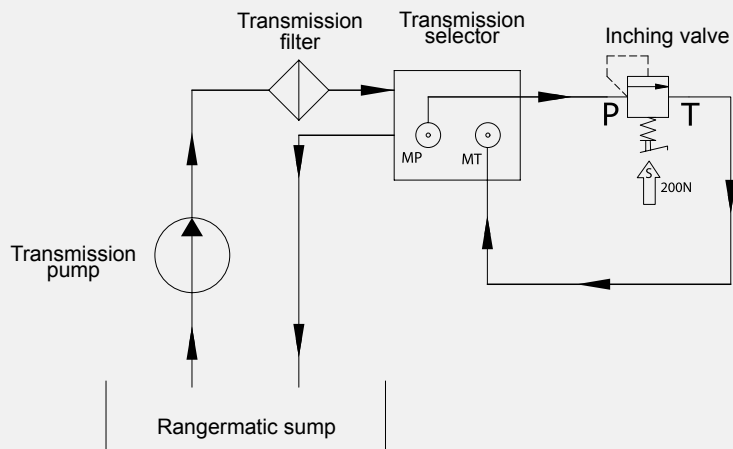 Transmission
filter
Transmission
selector
Inching valve
P
T
MP
MT
S
200N
Transmission
pump
Rangermatic sump